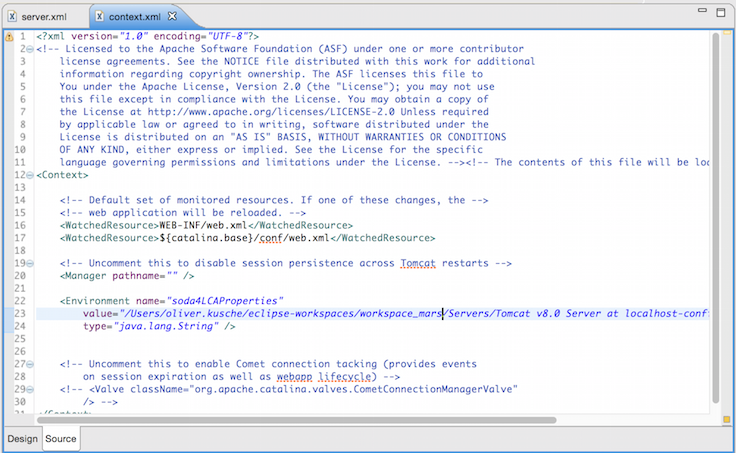 server.xml context.xml
1 <?xml version="1.0" encoding="UTF-8"?>
2 <!-- Licensed to the Apache Software Foundation (ASF) under one or more contributor
3 license agreements. See the NOTICE file distributed with this work for additional
4 information regarding copyright ownership. The ASF licenses this file to
5 You under the Apache License, Version 2.0 (the "License"); you may not use
6 this file except in compliance with the License. You may obtain a copy of
7 the License at http://www.apache.org/licenses/LICENSE-2.0 Unless required
8 by applicable law or agreed to in writing, software distributed under the
9 License is distributed on an "AS IS" BASIS, WITHOUT WARRANTIES OR CONDITIONS
10 OF ANY KIND, either express or implied. See the License for the specific
11 language governing permissions and limitations under the License. --><!-- The contents of this file will be loa
12 <Context>
13
14 <!-- Default set of monitored resources. If one of these changes, the -->
15 <!-- web application will be reloaded. -->
16 <WatchedResource>WEB-INF/web.xml</WatchedResource>
17 <WatchedResource>${catalina.base}/conf/web.xml</WatchedResource>
18
19 <!-- Uncomment this to disable session persistence across Tomcat restarts -->
20 <Manager pathname="" />
21
22 <Environment name="soda4LCAProperties"
23 value="/Users/oliver.kusche/eclipse-workspaces/workspace_mars/Servers/Tomcat v8.0 Server at localhost-conf
24 type="java.lang.String" />
25
26
27 <!-- Uncomment this to enable Comet connection tacking (provides events
28 on session expiration as well as webapp lifecycle) -->
29 <!-- <Valve className="org.apache.catalina.valves.CometConnectionManagerValve"
30 /> -->
31 </Context>
Design Source